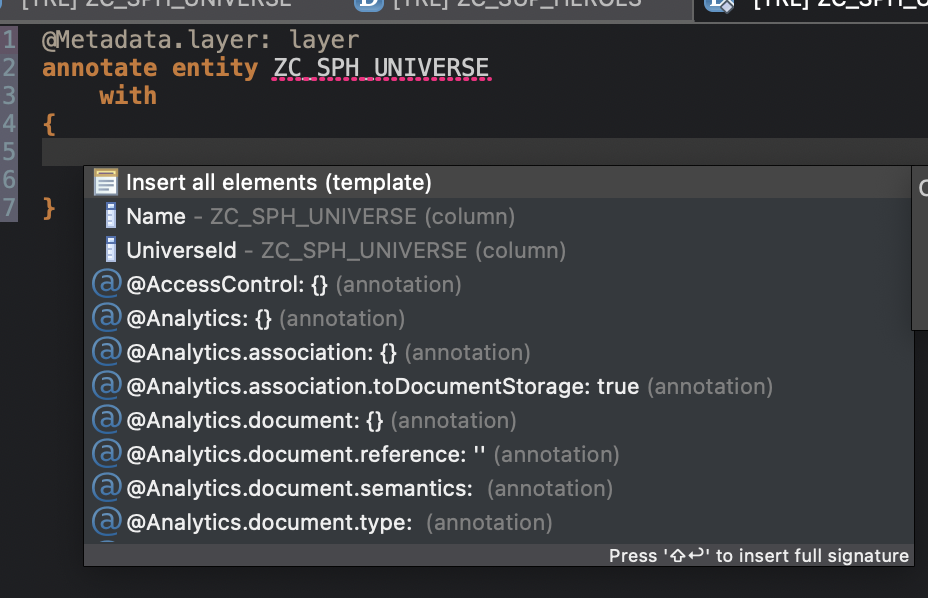 [TRL] ZC_SPH_UNIVERSE [TRL] ZC_SUP_HEROES [TRL] ZC_SPH_U
1 @Metadata.layer: layer
2 annotate entity ZC_SPH_UNIVERSE
3 with
4 {
5
6 Insert all elements (template)
Name - ZC_SPH_UNIVERSE (column)
7 }
UniverseId - ZC_SPH_UNIVERSE (column)
@AccessControl: {} (annotation)
@Analytics: {} (annotation)
@Analytics.association: {} (annotation)
@Analytics.association.toDocumentStorage: true (annotation)
@Analytics.document: {} (annotation)
@Analytics.document.reference: '' (annotation)
@Analytics.document.semantics: (annotation)
@Analytics.document.type: (annotation)
Press '⇧↩' to insert full signature